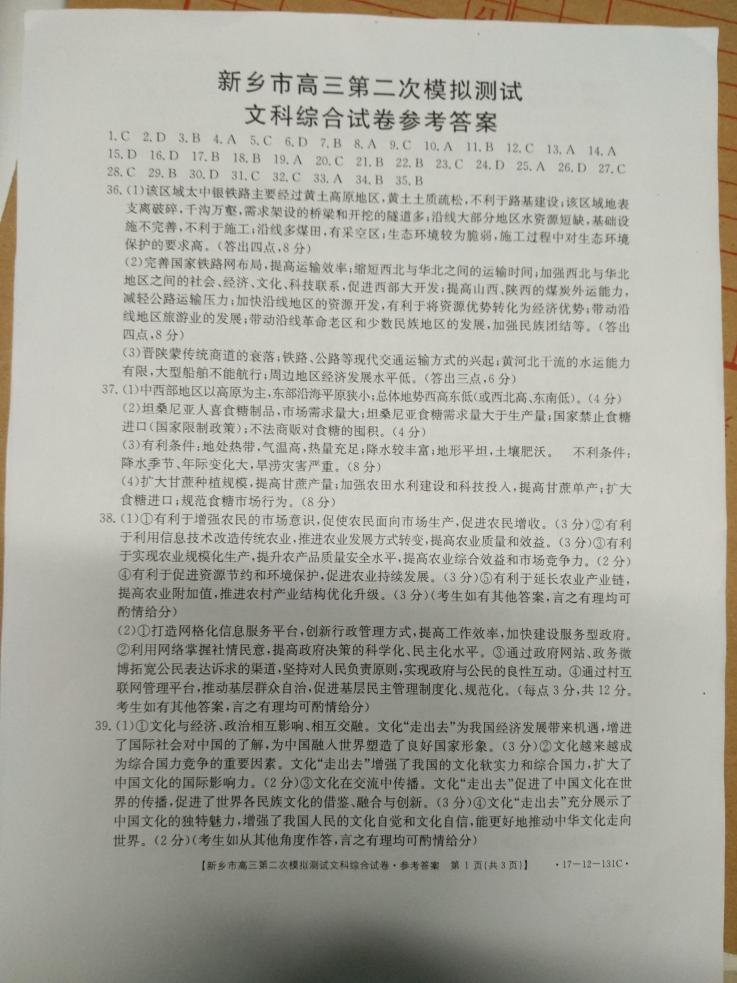 新乡市高三第二次模拟测试
文科综合试卷参考答案
1. C 2. D 3. B 4. A 5. C 6. D 7. B 8. A 9. C 10. A 11. B 12. C 13. A 14. A
15. D 16. D 17. B 18. B 19. A 20. C 21. B 22. B 23. C 24. D 25. A 26. D 27. C
28. C 29. B 30. D 31. C 32. C 33. A 34. B 35. B
36. (1)该区域太中银铁路主要经过黄土高原地区,黄土土质疏松,不利于路基建设;该区域地表
支离破碎,千沟万壑,需求架设的桥梁和开挖的隧道多;沿线大部分地区水资源短缺,基础设
施不完善,不利于施工;沿线多煤田,有采空区;生态环境较为脆弱,施工过程中对生态环境
保护的要求高。(答出四点,8分)
(2)完善国家铁路网布局,提高运输效率;缩短西北与华北之间的运输时间;加强西北与华北
地区之间的社会、经济、文化、科技联系,促进西部大开发;提高山西、陕西的煤炭外运能力,
减轻公路运输压力;加快沿线地区的资源开发,有利于将资源优势转化为经济优势;带动沿
线地区旅游业的发展;带动沿线革命老区和少数民族地区的发展,加强民族团结等。(答出
四点,8分)
(3)晋陕蒙传统商道的衰落;铁路、公路等现代交通运输方式的兴起;黄河北干流的水运能力
有限,大型船舶不能航行;周边地区经济发展水平低。(答出三点,6分)
37. (1)中西部地区以高原为主,东部沿海平原狭小;总体地势西高东低(或西北高、东南低)。(4分)
(2)坦桑尼亚人喜食糖制品,市场需求量大;坦桑尼亚食糖需求量大于生产量;国家禁止食糖
进口(国家限制政策);不法商贩对食糖的囤积。(4分)
(3)有利条件:地处热带,气温高,热量充足;降水较丰富;地形平坦,土壤肥沃。 不利条件:
降水季节、年际变化大,旱涝灾害严重。(8分)
(4)扩大甘蔗种植规模,提高甘蔗产量;加强农田水利建设和科技投入,提高甘蔗单产;扩大
食糖进口;规范食糖市场行为。(8分)
38. (1)①有利于增强农民的市场意识,促使农民面向市场生产,促进农民增收。(3分)②有利
于利用信息技术改造传统农业,推进农业发展方式转变,提高农业质量和效益。(3分)③有利
于实现农业规模化生产,提升农产品质量安全水平,提高农业综合效益和市场竞争力。(2分)
④有利于促进资源节约和环境保护,促进农业持续发展。(3分)⑤有利于延长农业产业链,
提高农业附加值,推进农村产业结构优化升级。(3分)(考生如有其他答案,言之有理均可
酌情给分)
(2)①打造网格化信息服务平台,创新行政管理方式,提高工作效率,加快建设服务型政府。
②利用网络掌握社情民意,提高政府决策的科学化、民主化水平。③通过政府网站、政务微
博拓宽公民表达诉求的渠道,坚持对人民负责原则,实现政府与公民的良性互动。④通过村互
联网管理平台,推动基层群众自治,促进基层民主管理制度化、规范化。(每点3分,共12分。
考生如有其他答案,言之有理均可酌情给分)
39. (1)①文化与经济、政治相互影响、相互交融。文化“走出去”为我国经济发展带来机遇,增进
了国际社会对中国的了解,为中国融入世界塑造了良好国家形象。(3分)②文化越来越成
为综合国力竞争的重要因素。文化“走出去”增强了我国的文化软实力和综合国力,扩大了
中国文化的国际影响力。(2分)③文化在交流中传播。文化“走出去”促进了中国文化在世
界的传播,促进了世界各民族文化的借鉴、融合与创新。(3分)④文化“走出去”充分展示了
中国文化的独特魅力,增强了我国人民的文化自觉和文化自信,能更好地推动中华文化走向
世界。(2分)(考生如从其他角度作答,言之有理均可酌情给分)
【新乡市高三第二次模拟测试文科综合试卷·参考答案 第1页(共3页)】 ·17-12-131C·